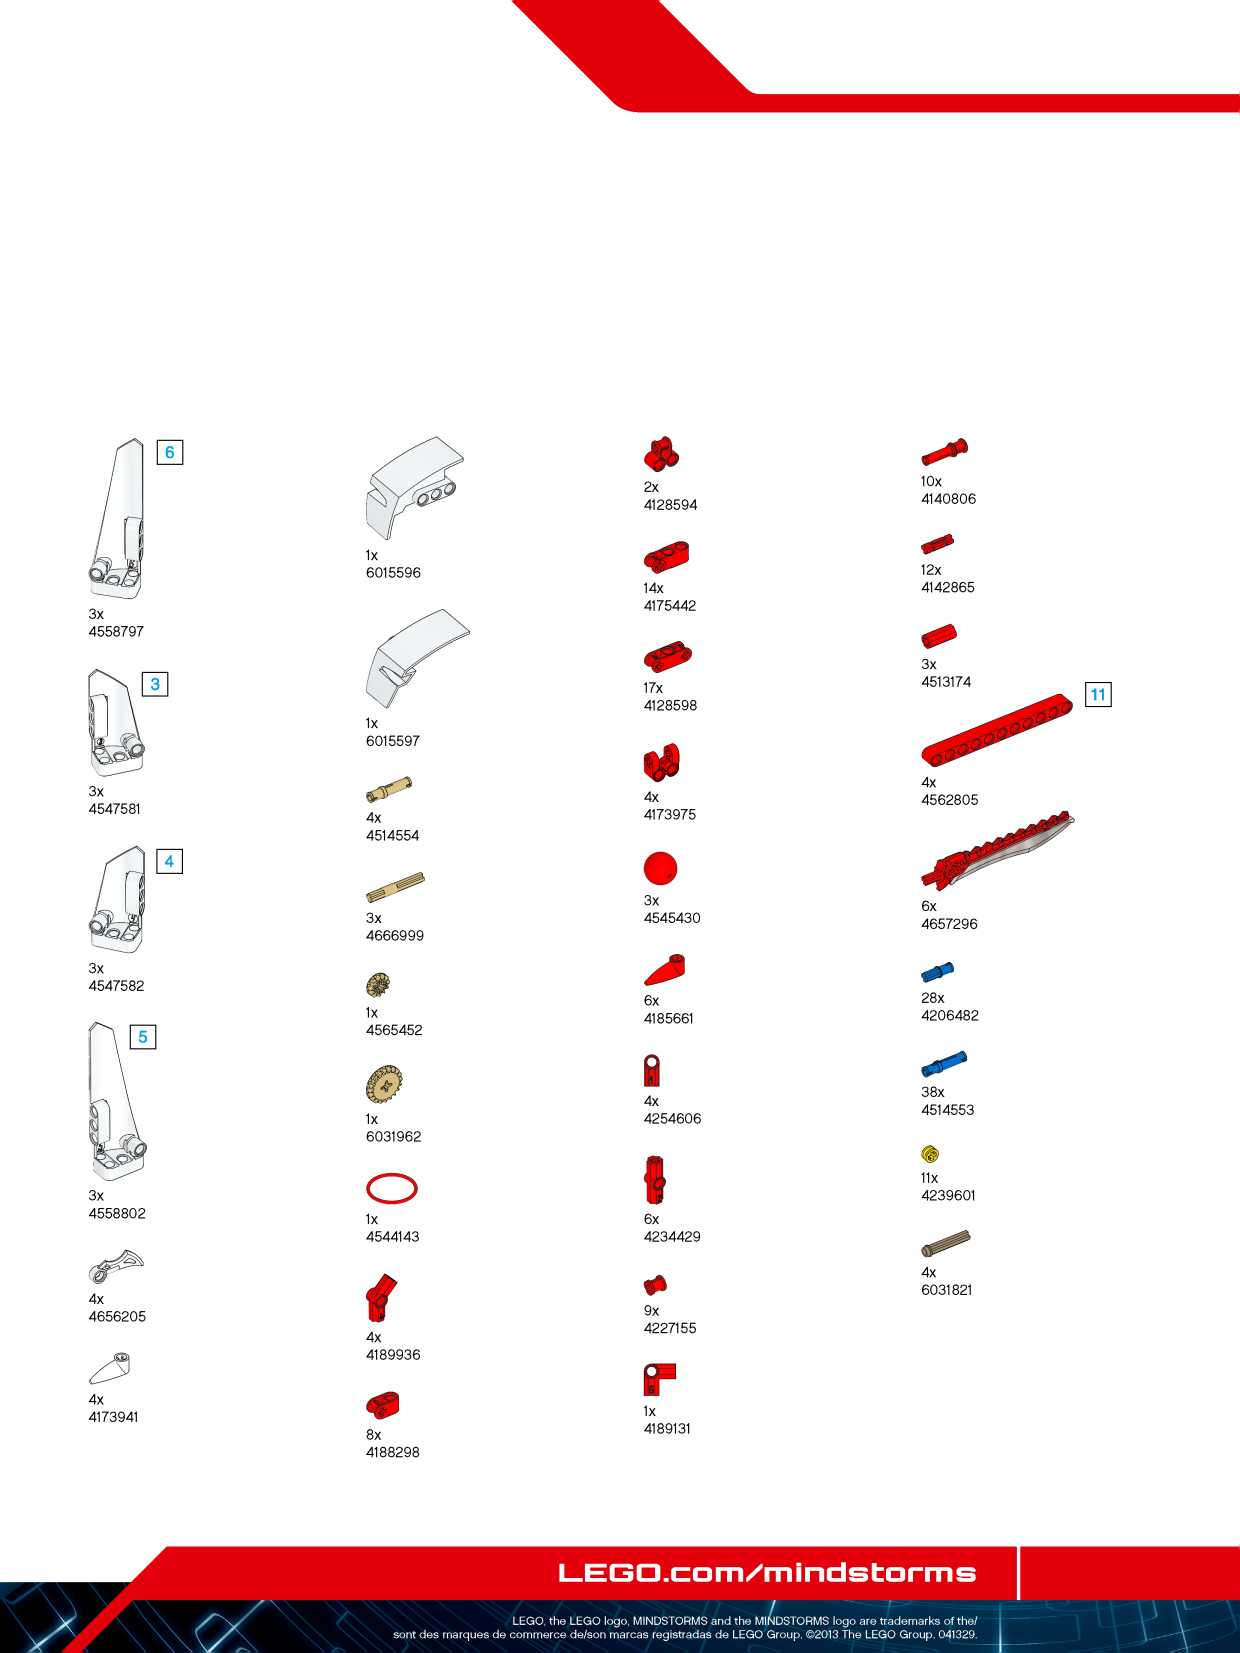 6
3x
4558797
3
3x
4547581
4
3x
4547582
5
3x
4558802
4x
4656205
4x
4173941
1x
6015596
1x
6015597
4x
4514554
3x
4666999
1x
4565452
1x
6031962
1x
4544143
4x
4189936
8x
4188298
2x
4128594
14x
4175442
17x
4128598
4x
4173975
3x
4545430
6x
4185661
4x
4254606
6x
4234429
9x
4227155
1x
4189131
10x
4140806
12x
4142865
3x
4513174
11
4x
4562805
6x
4657296
28x
4206482
38x
4514553
11x
4239601
4x
6031821
LEGO.com/mindstorms
LEGO, the LEGO logo, MINDSTORMS and the MINDSTORMS logo are trademarks of the/
sont des marques de commerce de/son marcas registradas de LEGO Group. ©2013 The LEGO Group. 041329.